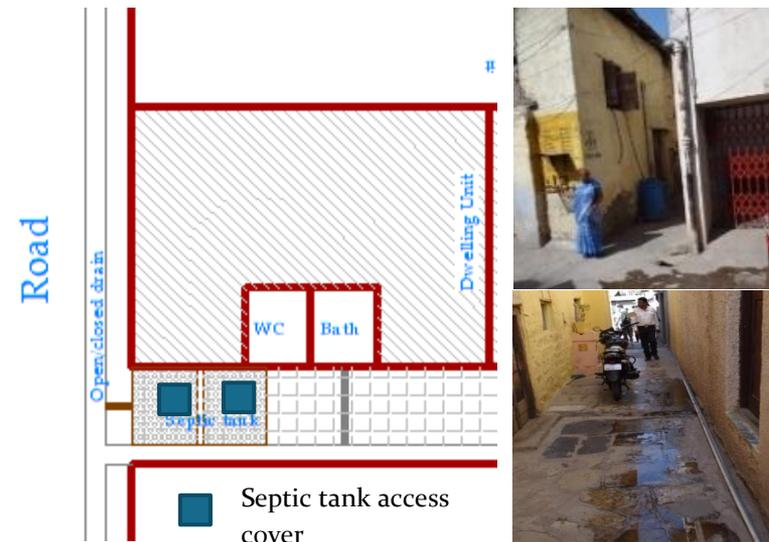 #
Road
Open/closed drain
Dwelling Unit
WC
Bath
Septic tank
Septic tank access
cover